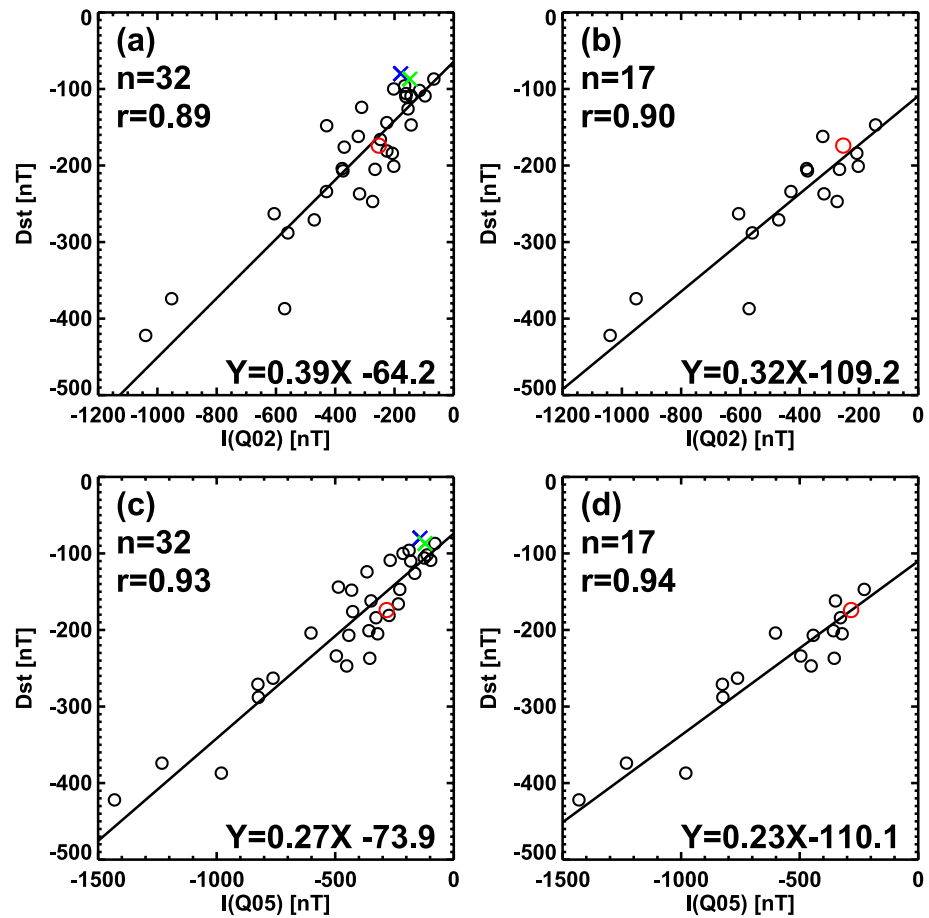 (a)
n=32
r=0.89
Y=0.39X -64.2
0
-100
-200
-300
-400
-500
Dst [nT]
-1200 -1000 -800 -600 -400 -200 0
I(Q02) [nT]
(b)
n=17
r=0.90
Y=0.32X-109.2
0
-100
-200
-300
-400
-500
Dst [nT]
-1200 -1000 -800 -600 -400 -200 0
I(Q02) [nT]
(c)
n=32
r=0.93
Y=0.27X -73.9
0
-100
-200
-300
-400
-500
Dst [nT]
-1500 -1000 -500 0
I(Q05) [nT]
(d)
n=17
r=0.94
Y=0.23X-110.1
0
-100
-200
-300
-400
-500
Dst [nT]
-1500 -1000 -500 0
I(Q05) [nT]